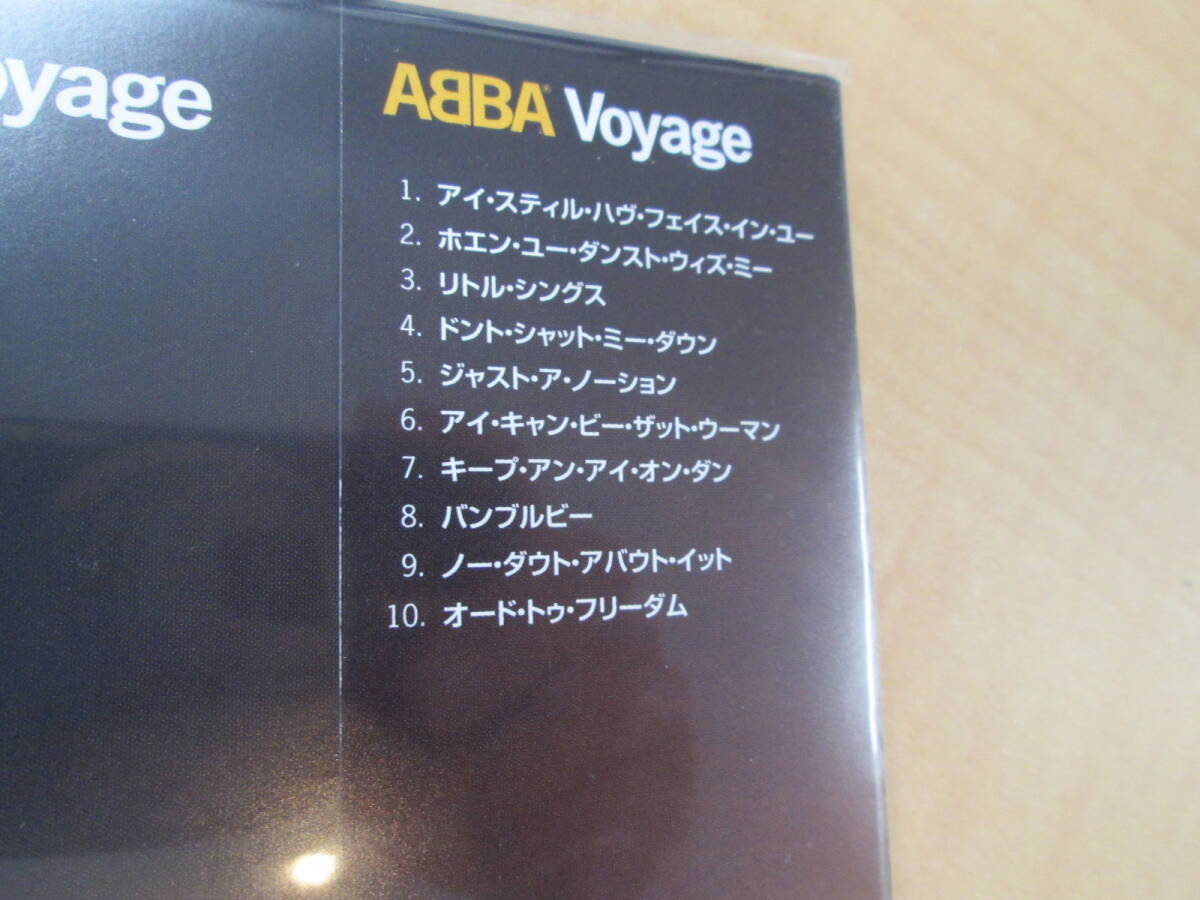 oyage
ABBA® Voyage
1. アイ・スティル・ハヴ・フェイス・イン・ユー
2. ホエン・ユー・ダンスト・ウィズ・ミー
3. リトル・シングス
4. ドント・シャット・ミー・ダウン
5. ジャスト・ア・ノーション
6. アイ・キャン・ビー・ザット・ウーマン
7. キープ・アン・アイ・オン・ダン
8. バンブルビー
9. ノー・ダウト・アバウト・イット
10. オード・トゥ・フリーダム